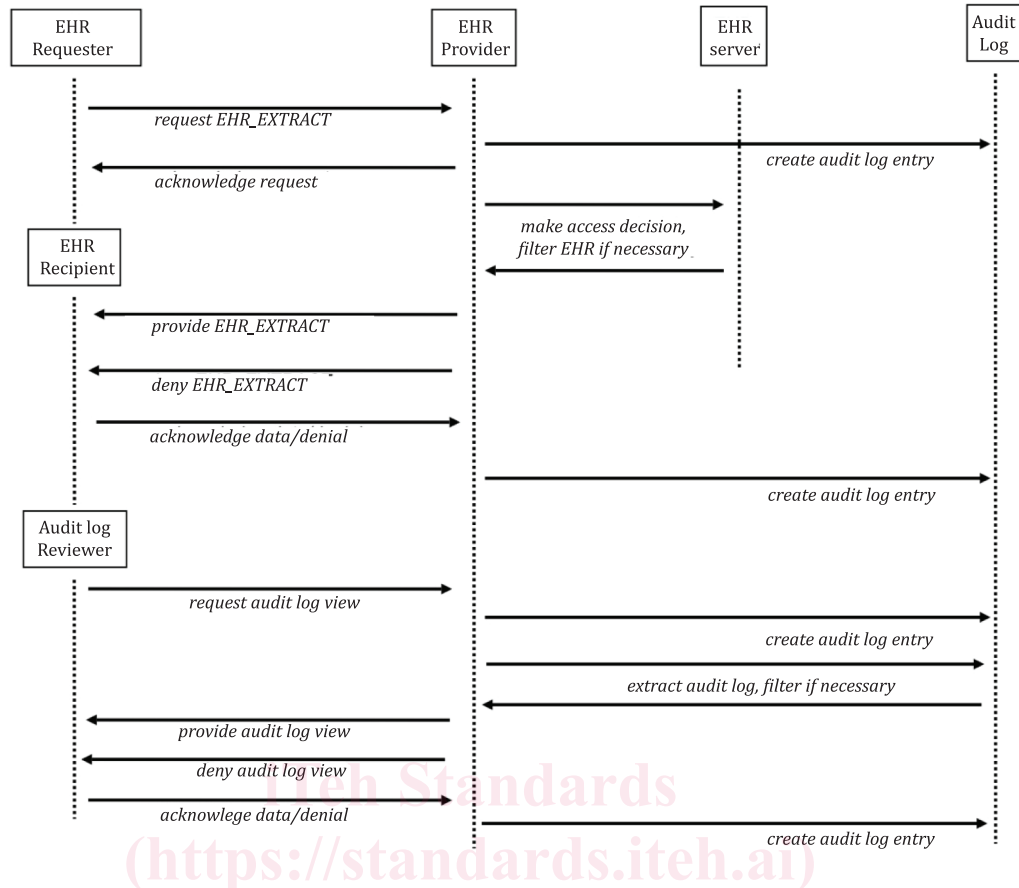 EHR
Requester
EHR
Provider
EHR
server
Audit
Log
request EHR_EXTRACT
create audit log entry
acknowledge request
make access decision,
filter EHR if necessary
EHR
Recipient
provide EHR_EXTRACT
deny EHR_EXTRACT
acknowledge data/denial
create audit log entry
Audit log
Reviewer
request audit log view
create audit log entry
extract audit log, filter if necessary
provide audit log view
deny audit log view
iTeh Standards
acknowlege data/denial
create audit log entry
(https://standards.iteh.ai)